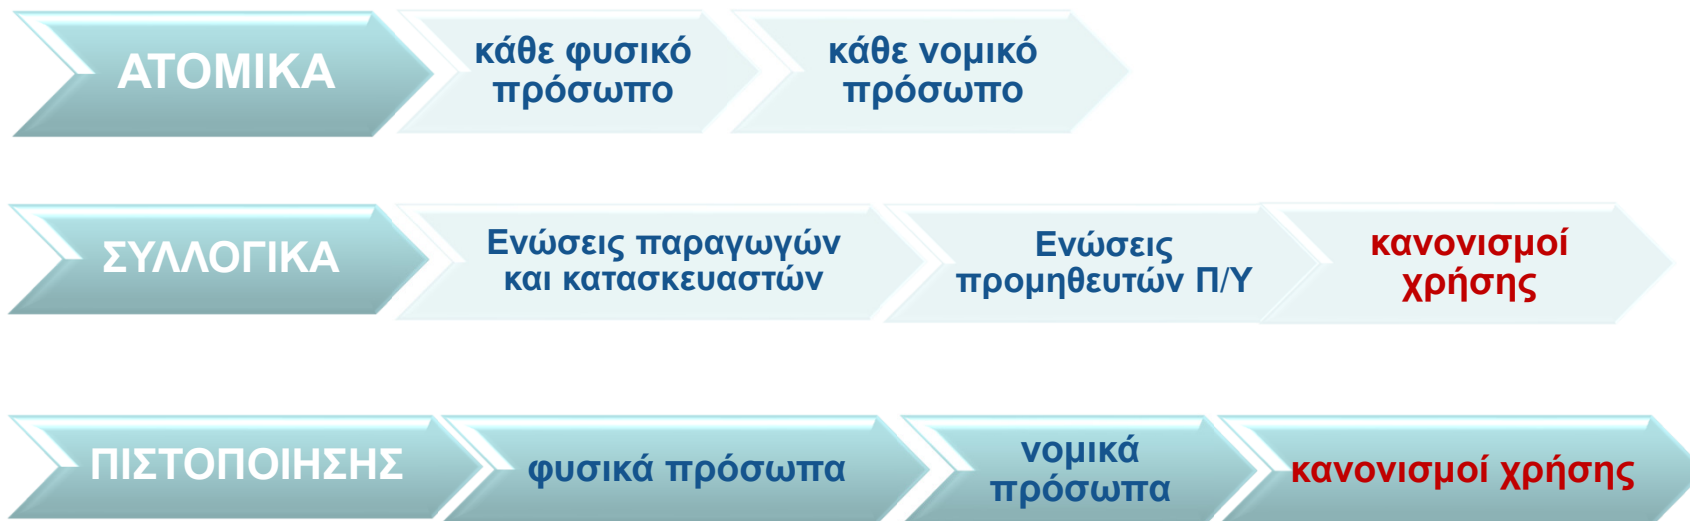 ΑΤΟΜΙΚΑ
κάθε φυσικό
πρόσωπο
κάθε νομικό
πρόσωπο
ΣΥΛΛΟΓΙΚΑ
Ενώσεις παραγωγών
και κατασκευαστών
Ενώσεις
προμηθευτών Π/Υ
κανονισμοί
χρήσης
ΠΙΣΤΟΠΟΙΗΣΗΣ
φυσικά πρόσωπα
νομικά
πρόσωπα
κανονισμοί χρήσης